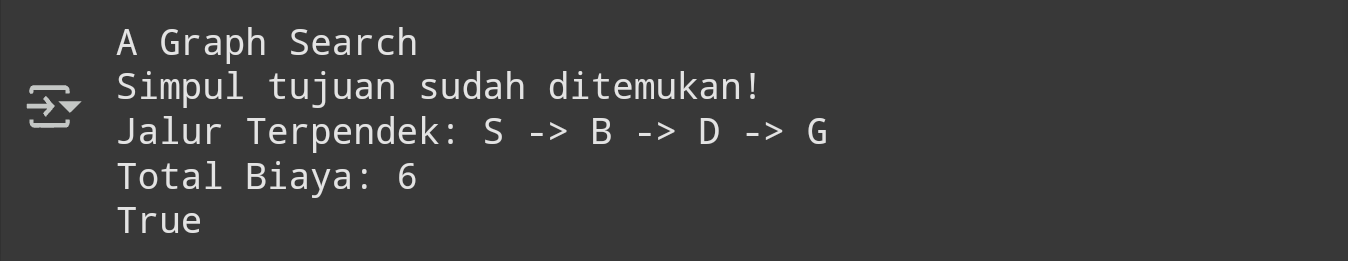 A Graph Search
Simpul tujuan sudah ditemukan!
Jalur Terpendek: S -> B -> D -> G
Total Biaya: 6
True